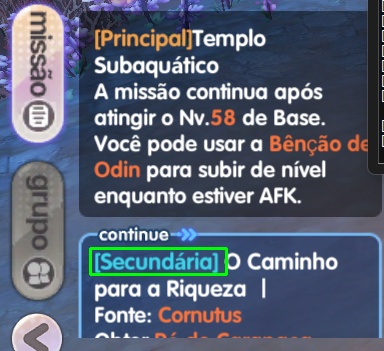 missão
grupo
[Principal]Templo
Subaquático
A missão continua após
atingir o Nv.58 de Base.
Você pode usar a Bênção de
Odin para subir de nível
enquanto estiver AFK.
continue
[Secundária] O Caminho
para a Riqueza |
Fonte: Cornutus